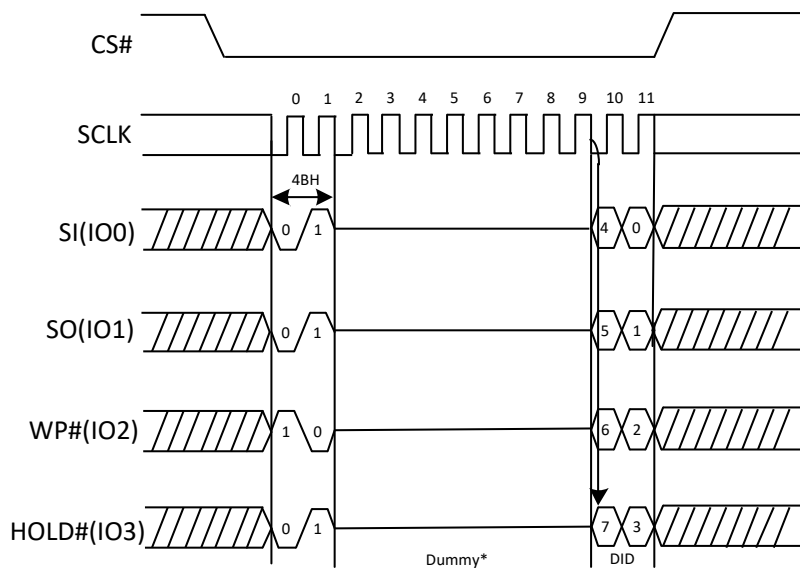 CS#
0 1 2 3 4 5 6 7 8 9 10 11
SCLK
4BH
SI(IO0) 0 1 4 0
SO(IO1) 0 1 5 1
WP#(IO2) 1 0 6 2
HOLD#(IO3) 0 1 7 3
Dummy* DID